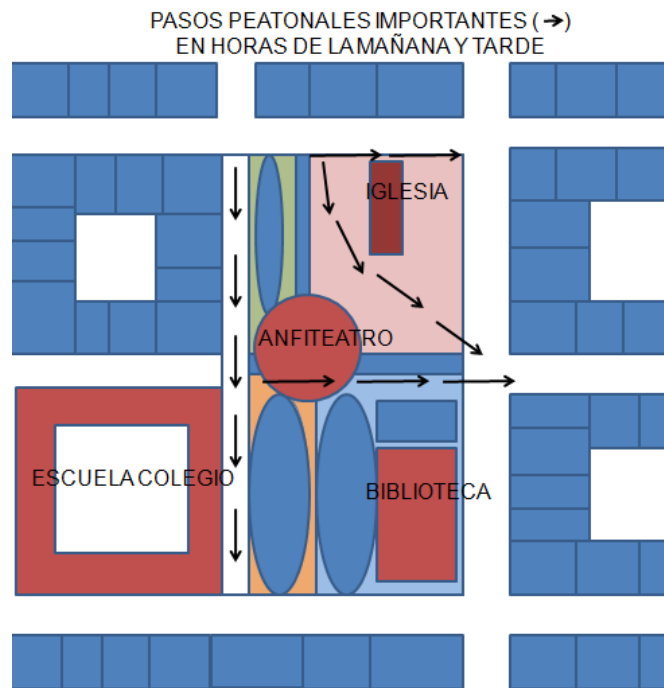 PASOS PEATONALES IMPORTANTES (→)
EN HORAS DE LA MAÑANA Y TARDE
IGLESIA
ANFITEATRO
ESCUELA COLEGIO
BIBLIOTECA